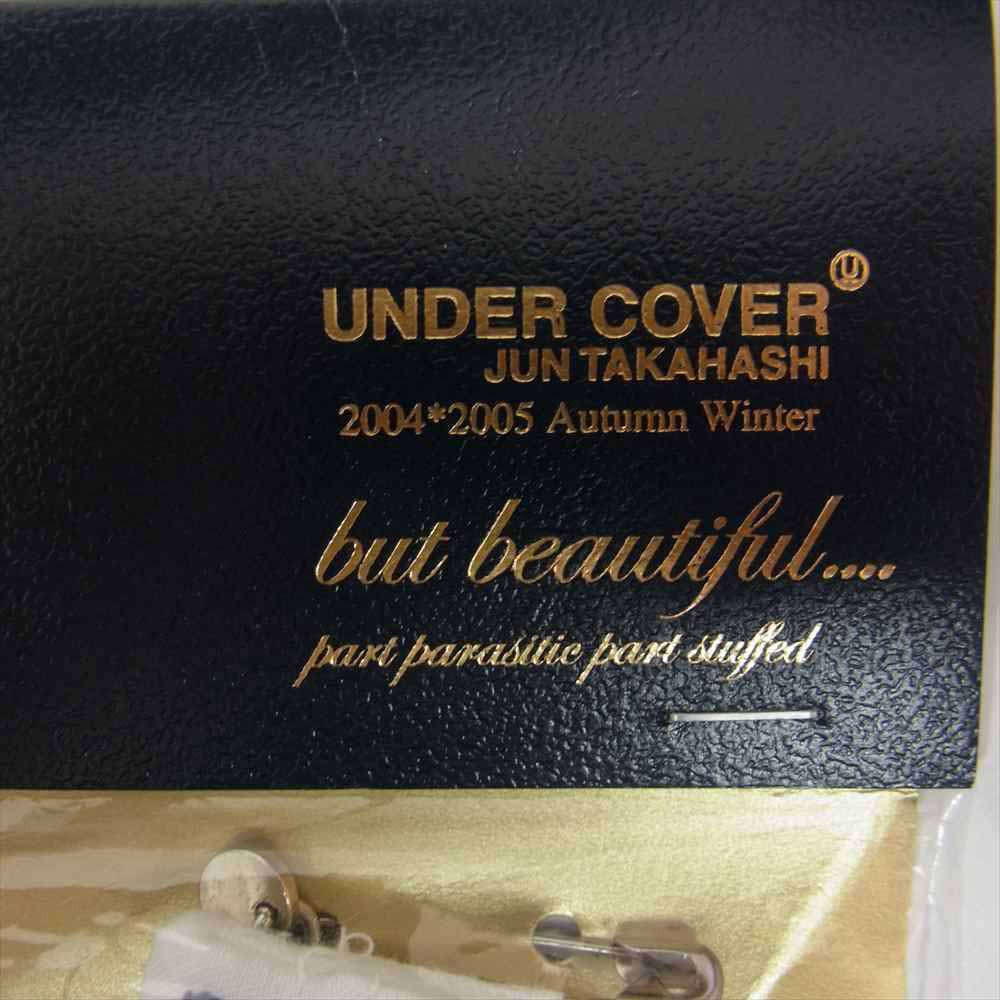 U
UNDER COVER
JUN TAKAHASHI
2004*2005 Autumn Winter
but beautiful....
part parasitic part stuffed